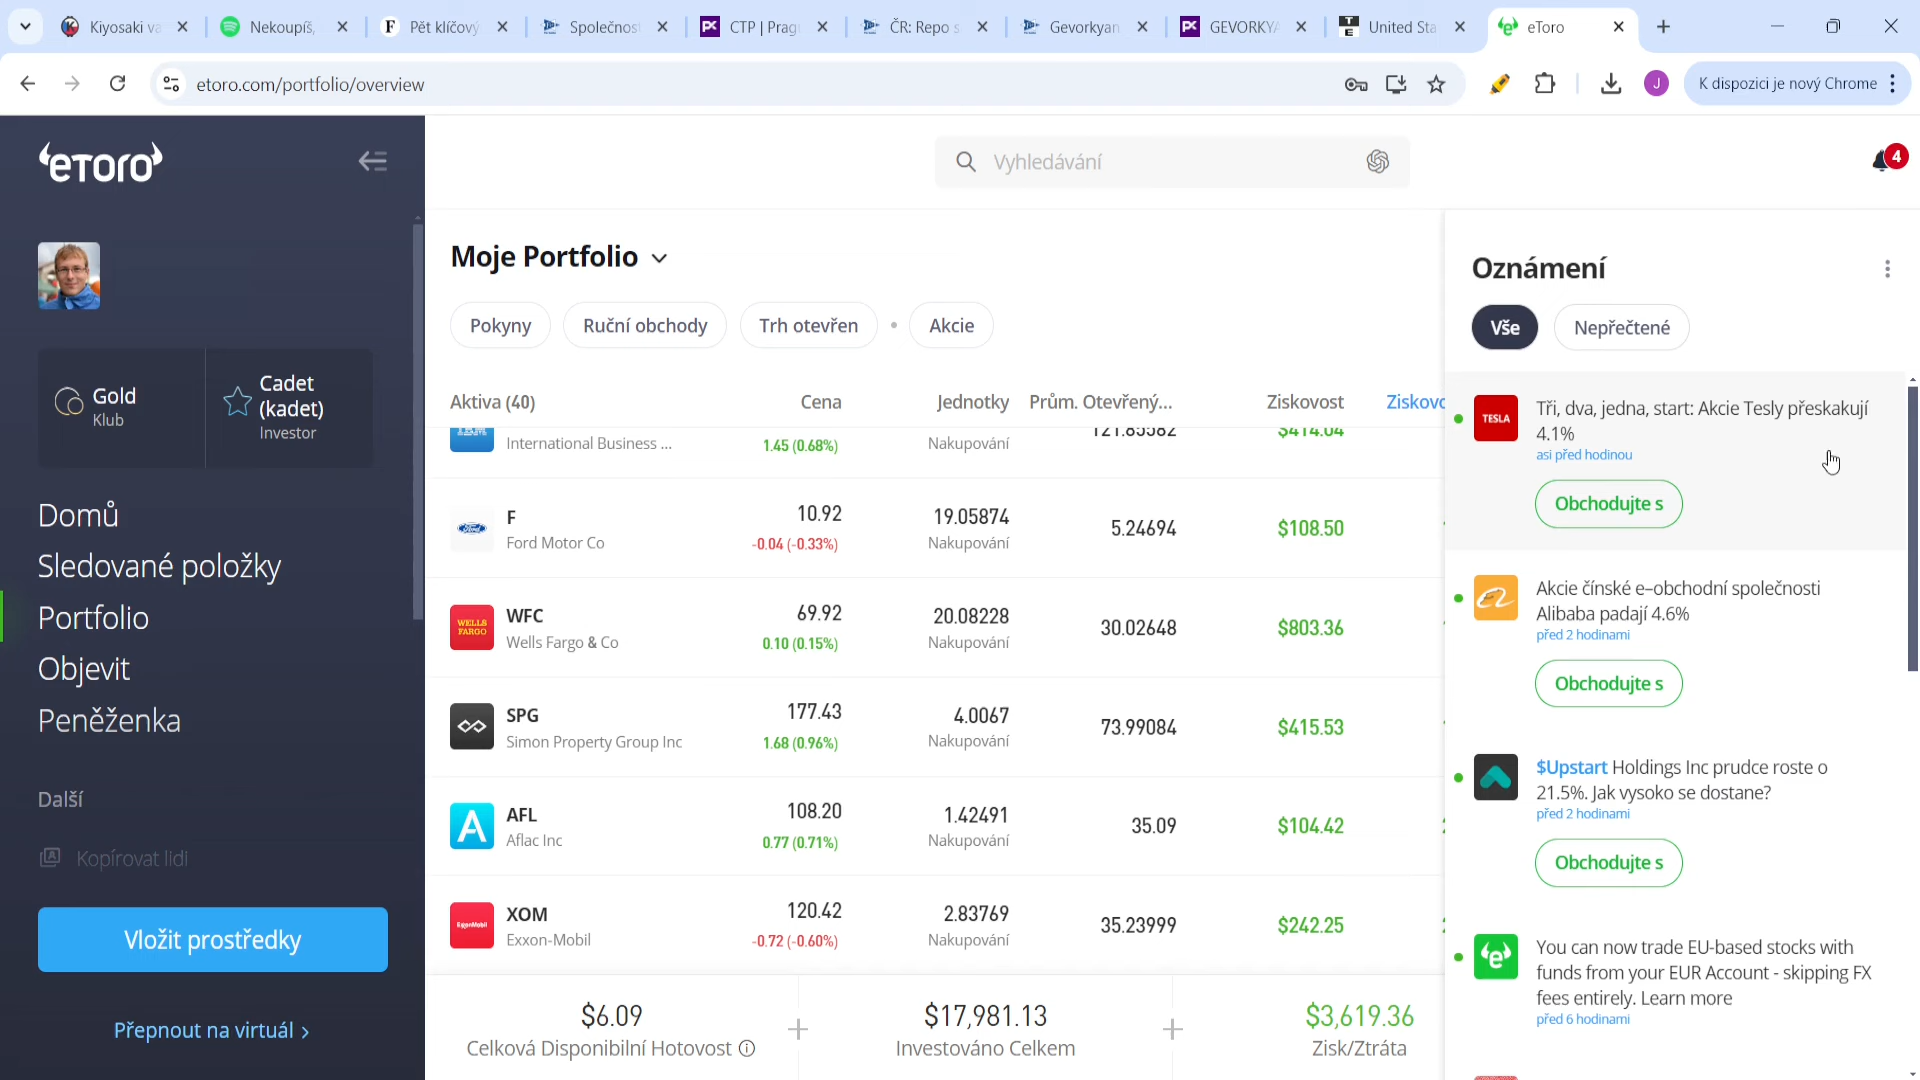 Kiyosaki va
Nekoupíš,
Pět klíčový
Společnos
CTP | Prag
ČR: Repo s
Gevorkyan
GEVORKYA
United Sta
eToro
etoro.com/portfolio/overview
J
K dispozici je nový Chrome
eToro
Vyhledávání
4
Gold
Klub
Cadet
(kadet)
Investor
Domů
Sledované položky
Portfolio
Objevit
Peněženka
Další
Kopírovat lidi
Vložit prostředky
Přepnout na virtuál >
Moje Portfolio
Pokyny
Ruční obchody
Trh otevřen
Akcie
Aktiva (40)
Cena
Jednotky
Prům. Otevřený...
Ziskovost
Ziskovo
International Business ...
1.45 (0.68%)
Nakupování
121.85582
$414.04
F
Ford Motor Co
10.92
-0.04 (-0.33%)
19.05874
Nakupování
5.24694
$108.50
WELLS
FARGO
WFC
Wells Fargo & Co
69.92
0.10 (0.15%)
20.08228
Nakupování
30.02648
$803.36
SPG
Simon Property Group Inc
177.43
1.68 (0.96%)
4.0067
Nakupování
73.99084
$415.53
AFL
Aflac Inc
108.20
0.77 (0.71%)
1.42491
Nakupování
35.09
$104.42
ExxonMobil
XOM
Exxon-Mobil
120.42
-0.72 (-0.60%)
2.83769
Nakupování
35.23999
$242.25
$6.09
Celková Disponibilní Hotovost
+
$17,981.13
Investováno Celkem
+
$3,619.36
Zisk/Ztráta
Oznámení
Vše
Nepřečtené
TESLA
Tři, dva, jedna, start: Akcie Tesly přeskakují
4.1%
asi před hodinou
Obchodujte s
Akcie čínské e-obchodní společnosti
Alibaba padají 4.6%
před 2 hodinami
Obchodujte s
$Upstart Holdings Inc prudce roste o
21.5%. Jak vysoko se dostane?
před 2 hodinami
Obchodujte s
You can now trade EU-based stocks with
funds from your EUR Account - skipping FX
fees entirely. Learn more
před 6 hodinami